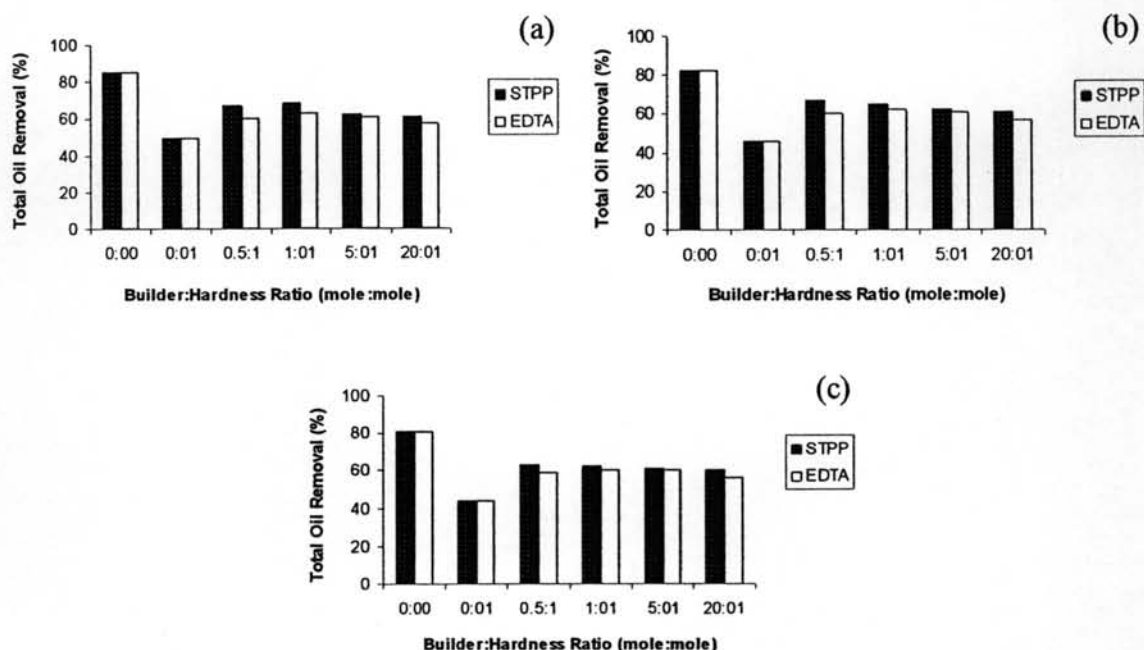 (a)
Total Oil Removal (%)
100
80
60
40
20
0
0:00 0:01 0.5:1 1:01 5:01 20:01
Builder:Hardness Ratio (mole:mole)
STPP
EDTA
(b)
Total Oil Removal (%)
100
80
60
40
20
0
0:00 0:01 0.5:1 1:01 5:01 20:01
Builder:Hardness Ratio (mole:mole)
STPP
EDTA
(c)
Total Oil Removal (%)
100
80
60
40
20
0
0:00 0:01 0.5:1 1:01 5:01 20:01
Builder:Hardness Ratio (mole:mole)
STPP
EDTA